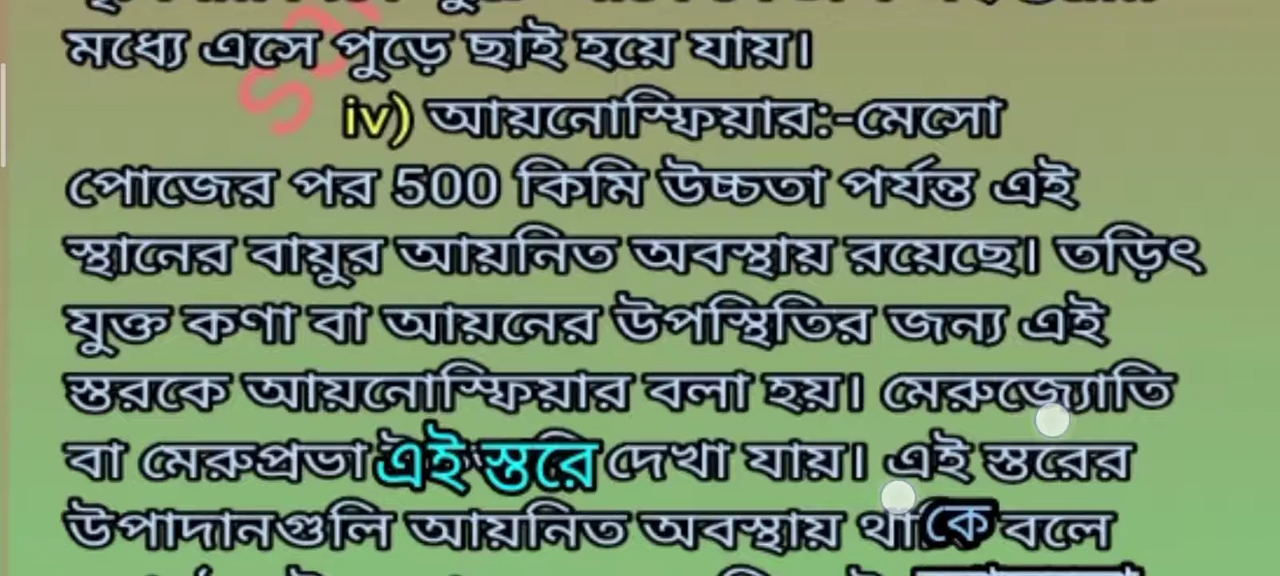 মধ্যে এসে পুড়ে ছাই হয়ে যায়।
iv) আয়নোস্ফিয়ার:-মেসো
পোজের পর 500 কিমি উচ্চতা পর্যন্ত এই
স্থানের বায়ুর আয়নিত অবস্থায় রয়েছে। তড়িৎ
যুক্ত কণা বা আয়নের উপস্থিতির জন্য এই
স্তরকে আয়নোস্ফিয়ার বলা হয়। মেরুজ্যোতি
বা মেরুপ্রভা এই স্তরে দেখা যায়। এই স্তরের
উপাদানগুলি আয়নিত অবস্থায় থাকে বলে